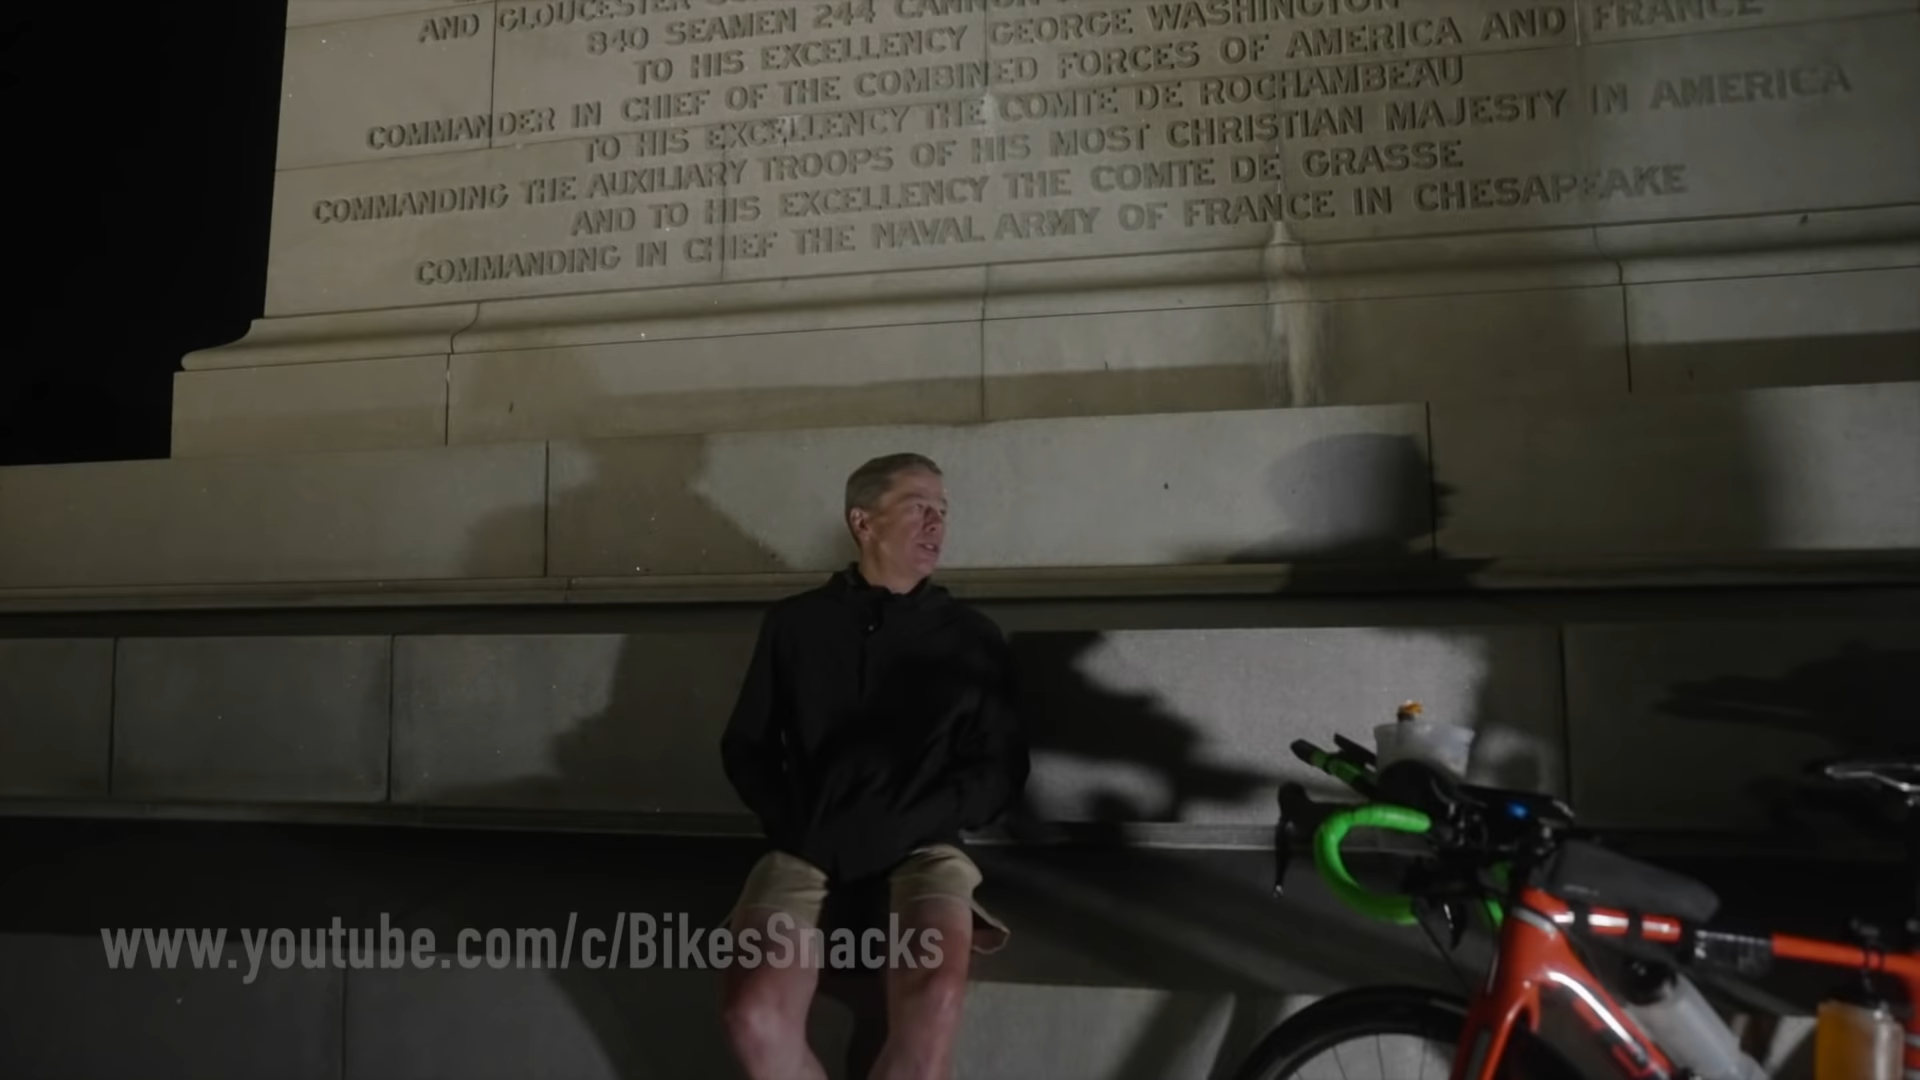 AND GLOUCESTER
840 SEAMEN 244 CANNON
TO HIS EXCELLENCY GEORGE WASHINGTON
COMMANDER IN CHIEF OF THE COMBINED FORCES OF AMERICA AND FRANCE
TO HIS EXCELLENCY THE COMTE DE ROCHAMBEAU
COMMANDING THE AUXILIARY TROOPS OF HIS MOST CHRISTIAN MAJESTY IN AMERICA
AND TO HIS EXCELLENCY THE COMTE DE GRASSE
COMMANDING IN CHIEF THE NAVAL ARMY OF FRANCE IN CHESAPEAKE
www.youtube.com/c/BikesSnacks